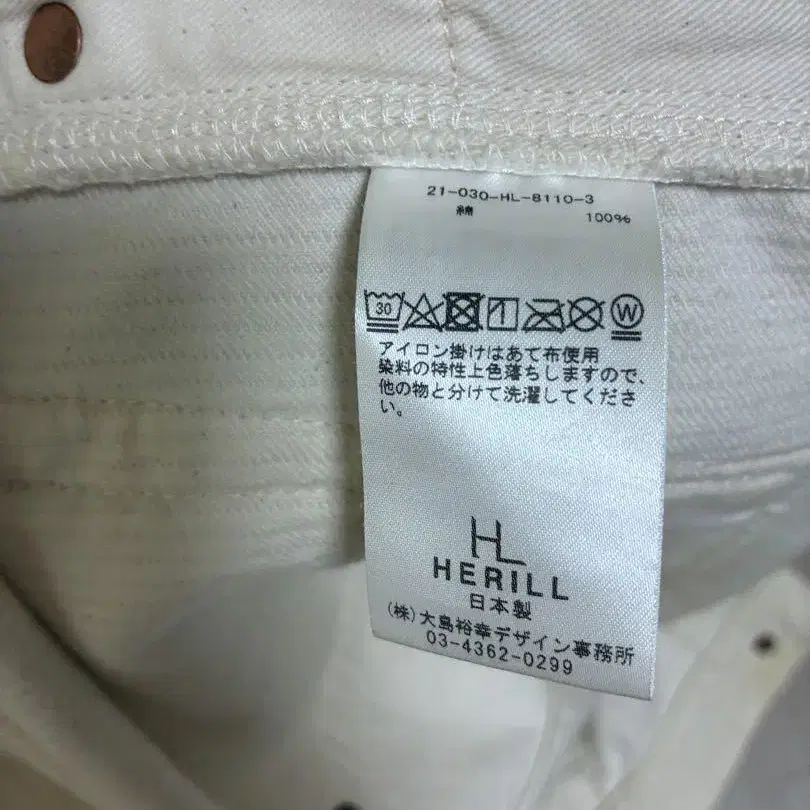 21-030-HL-8110-3
綿 100%
30 W
アイロン掛けはあて布使用
染料の特性上色落ちしますので、
他の物と分けて洗濯してくださ
い。
HL
HERILL
日本製
(株)大島裕幸デザイン事務所
03-4362-0299